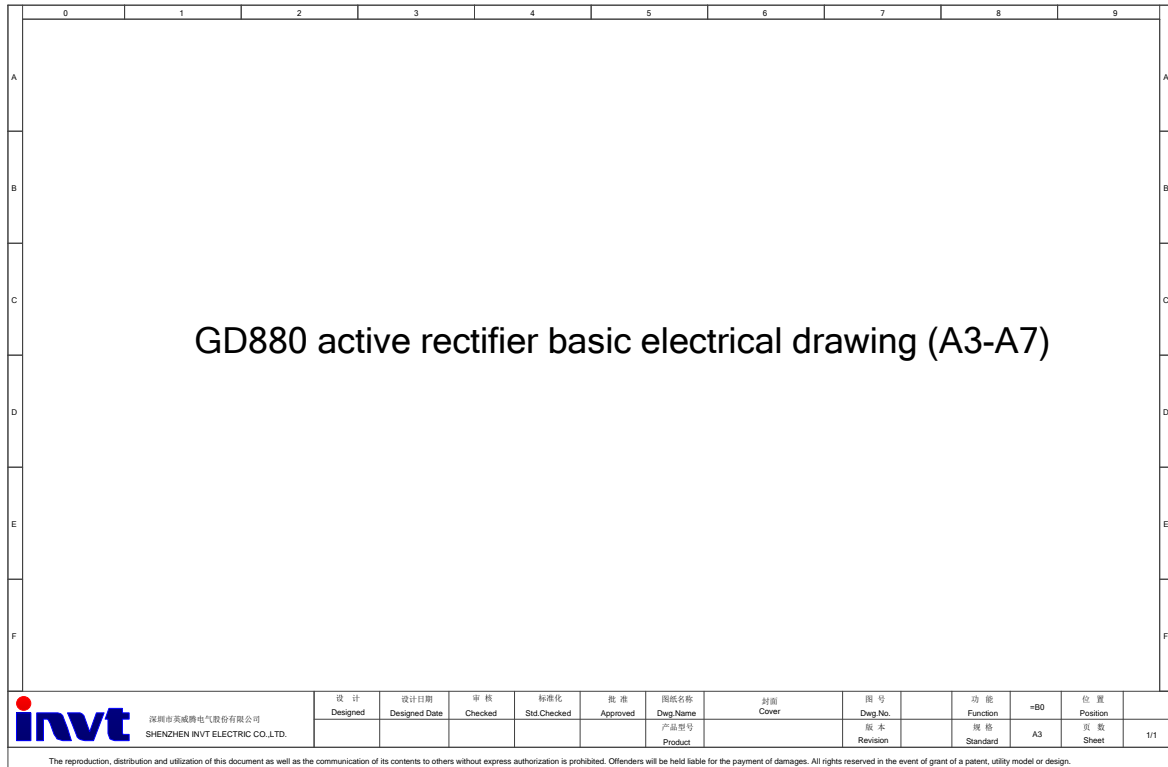 0 1 2 3 4 5 6 7 8 9
A A
B B
C C
GD880 active rectifier basic electrical drawing (A3-A7)
D D
E E
F F
invt
深圳市英威腾电气股份有限公司
SHENZHEN INVT ELECTRIC CO.,LTD.
设 计 设计日期 审 核 标准化 批 准 图纸名称 封面 图 号 功 能 =B0 位 置
Designed Designed Date Checked Std.Checked Approved Dwg.Name Cover Dwg.No. Function Position
产品型号 版 本 规 格 A3 页 数 1/1
Product Revision Standard Sheet
The reproduction, distribution and utilization of this document as well as the communication of its contents to others without express authorization is prohibited. Offenders will be held liable for the payment of damages. All rights reserved in the event of grant of a patent, utility model or design.